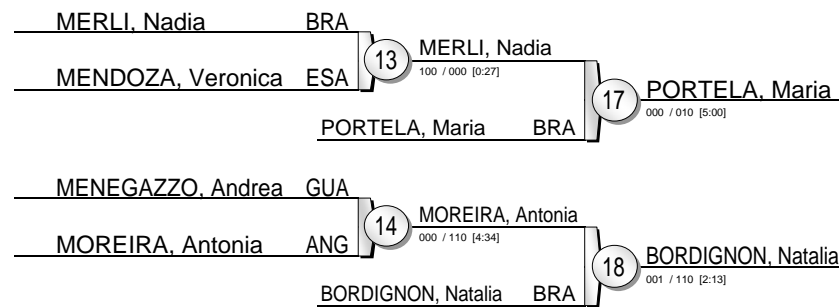 MERLI, Nadia BRA
MENDOZA, Veronica ESA
13
MERLI, Nadia
100 / 000 [0:27]
PORTELA, Maria BRA
17
PORTELA, Maria
000 / 010 [5:00]
MENEGAZZO, Andrea GUA
MOREIRA, Antonia ANG
14
MOREIRA, Antonia
000 / 110 [4:34]
BORDIGNON, Natalia BRA
18
BORDIGNON, Natalia
001 / 110 [2:13]